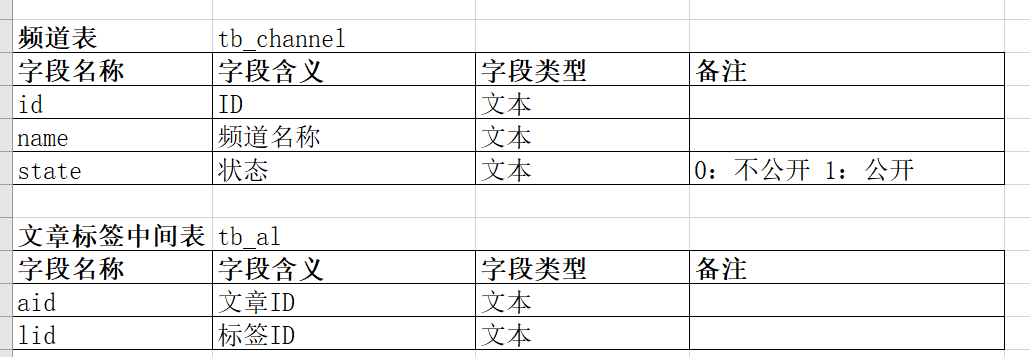 频道表 tb_channel
字段名称 字段含义 字段类型 备注
id ID 文本
name 频道名称 文本
state 状态 文本 0：不公开 1：公开
文章标签中间表 tb_al
字段名称 字段含义 字段类型 备注
aid 文章ID 文本
lid 标签ID 文本